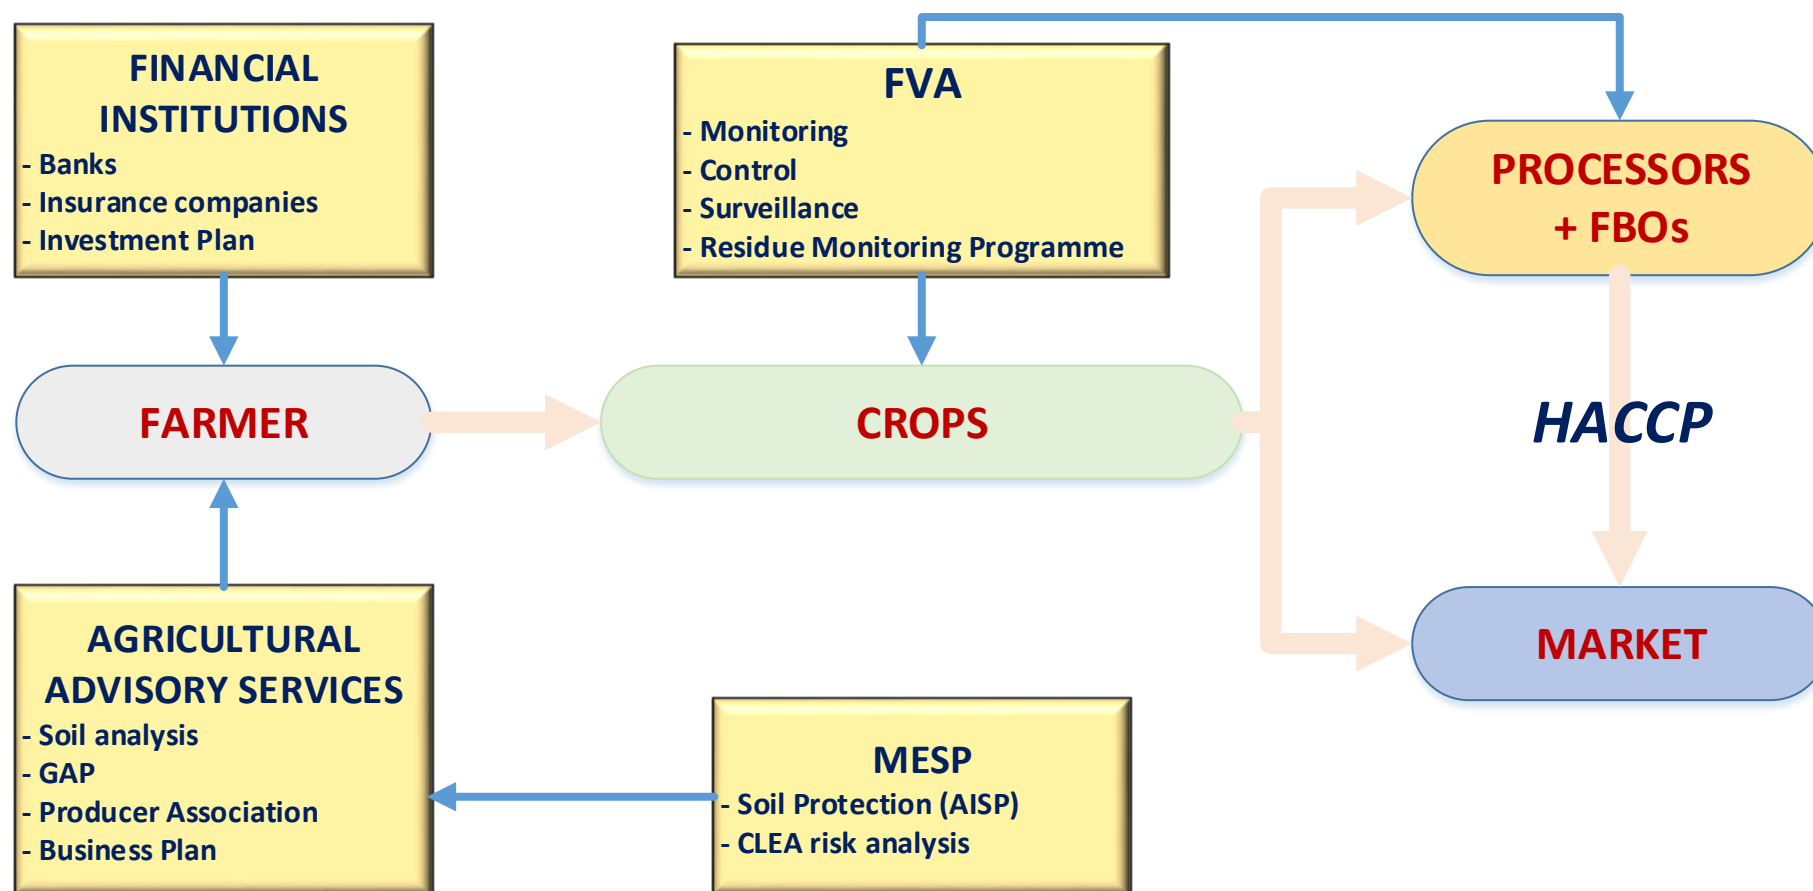 FINANCIAL
INSTITUTIONS
- Banks
- Insurance companies
- Investment Plan
FVA
- Monitoring
- Control
- Surveillance
- Residue Monitoring Programme
PROCESSORS
+ FBOs
FARMER
CROPS
HACCP
AGRICULTURAL
ADVISORY SERVICES
- Soil analysis
- GAP
- Producer Association
- Business Plan
MESP
- Soil Protection (AISP)
- CLEA risk analysis
MARKET